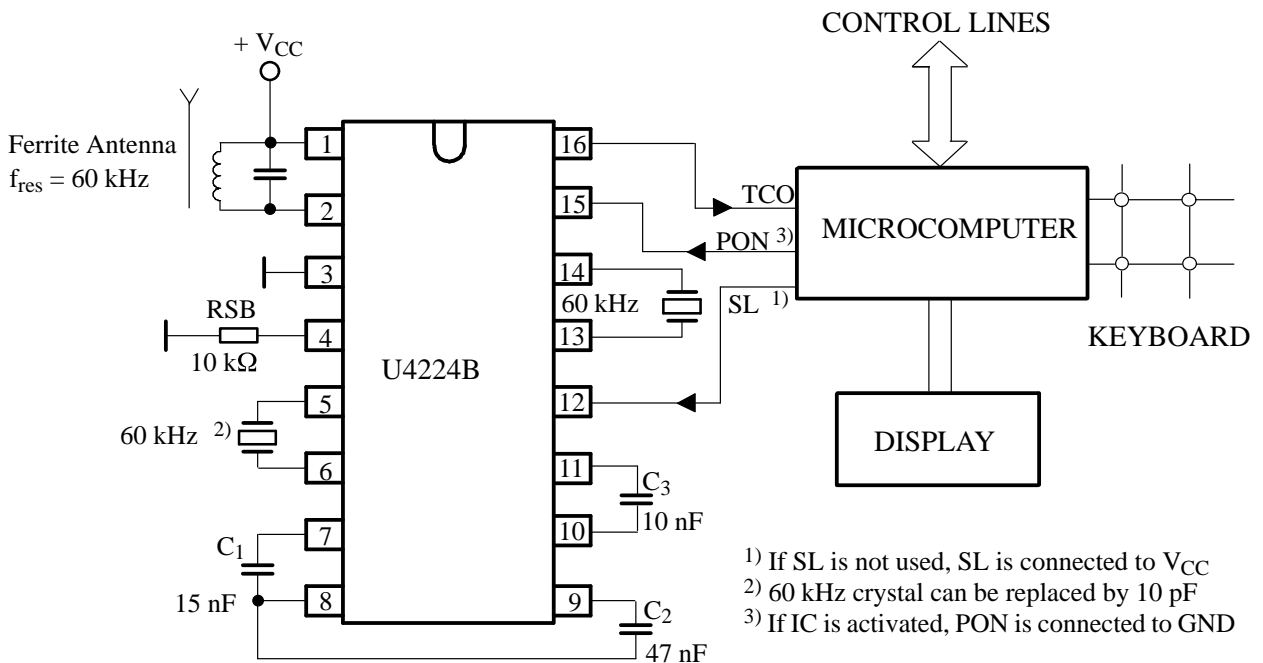 CONTROL LINES
+ VCC
Ferrite Antenna
fres = 60 kHz
1
16
2
15
TCO
PON 3)
MICROCOMPUTER
3
14
60 kHz
SL 1)
RSB
4
13
10 kΩ
KEYBOARD
U4224B
5
12
60 kHz 2)
DISPLAY
6
11
C3
10 nF
7
10
C1
15 nF
8
9
C2
47 nF
1) If SL is not used, SL is connected to VCC
2) 60 kHz crystal can be replaced by 10 pF
3) If IC is activated, PON is connected to GND